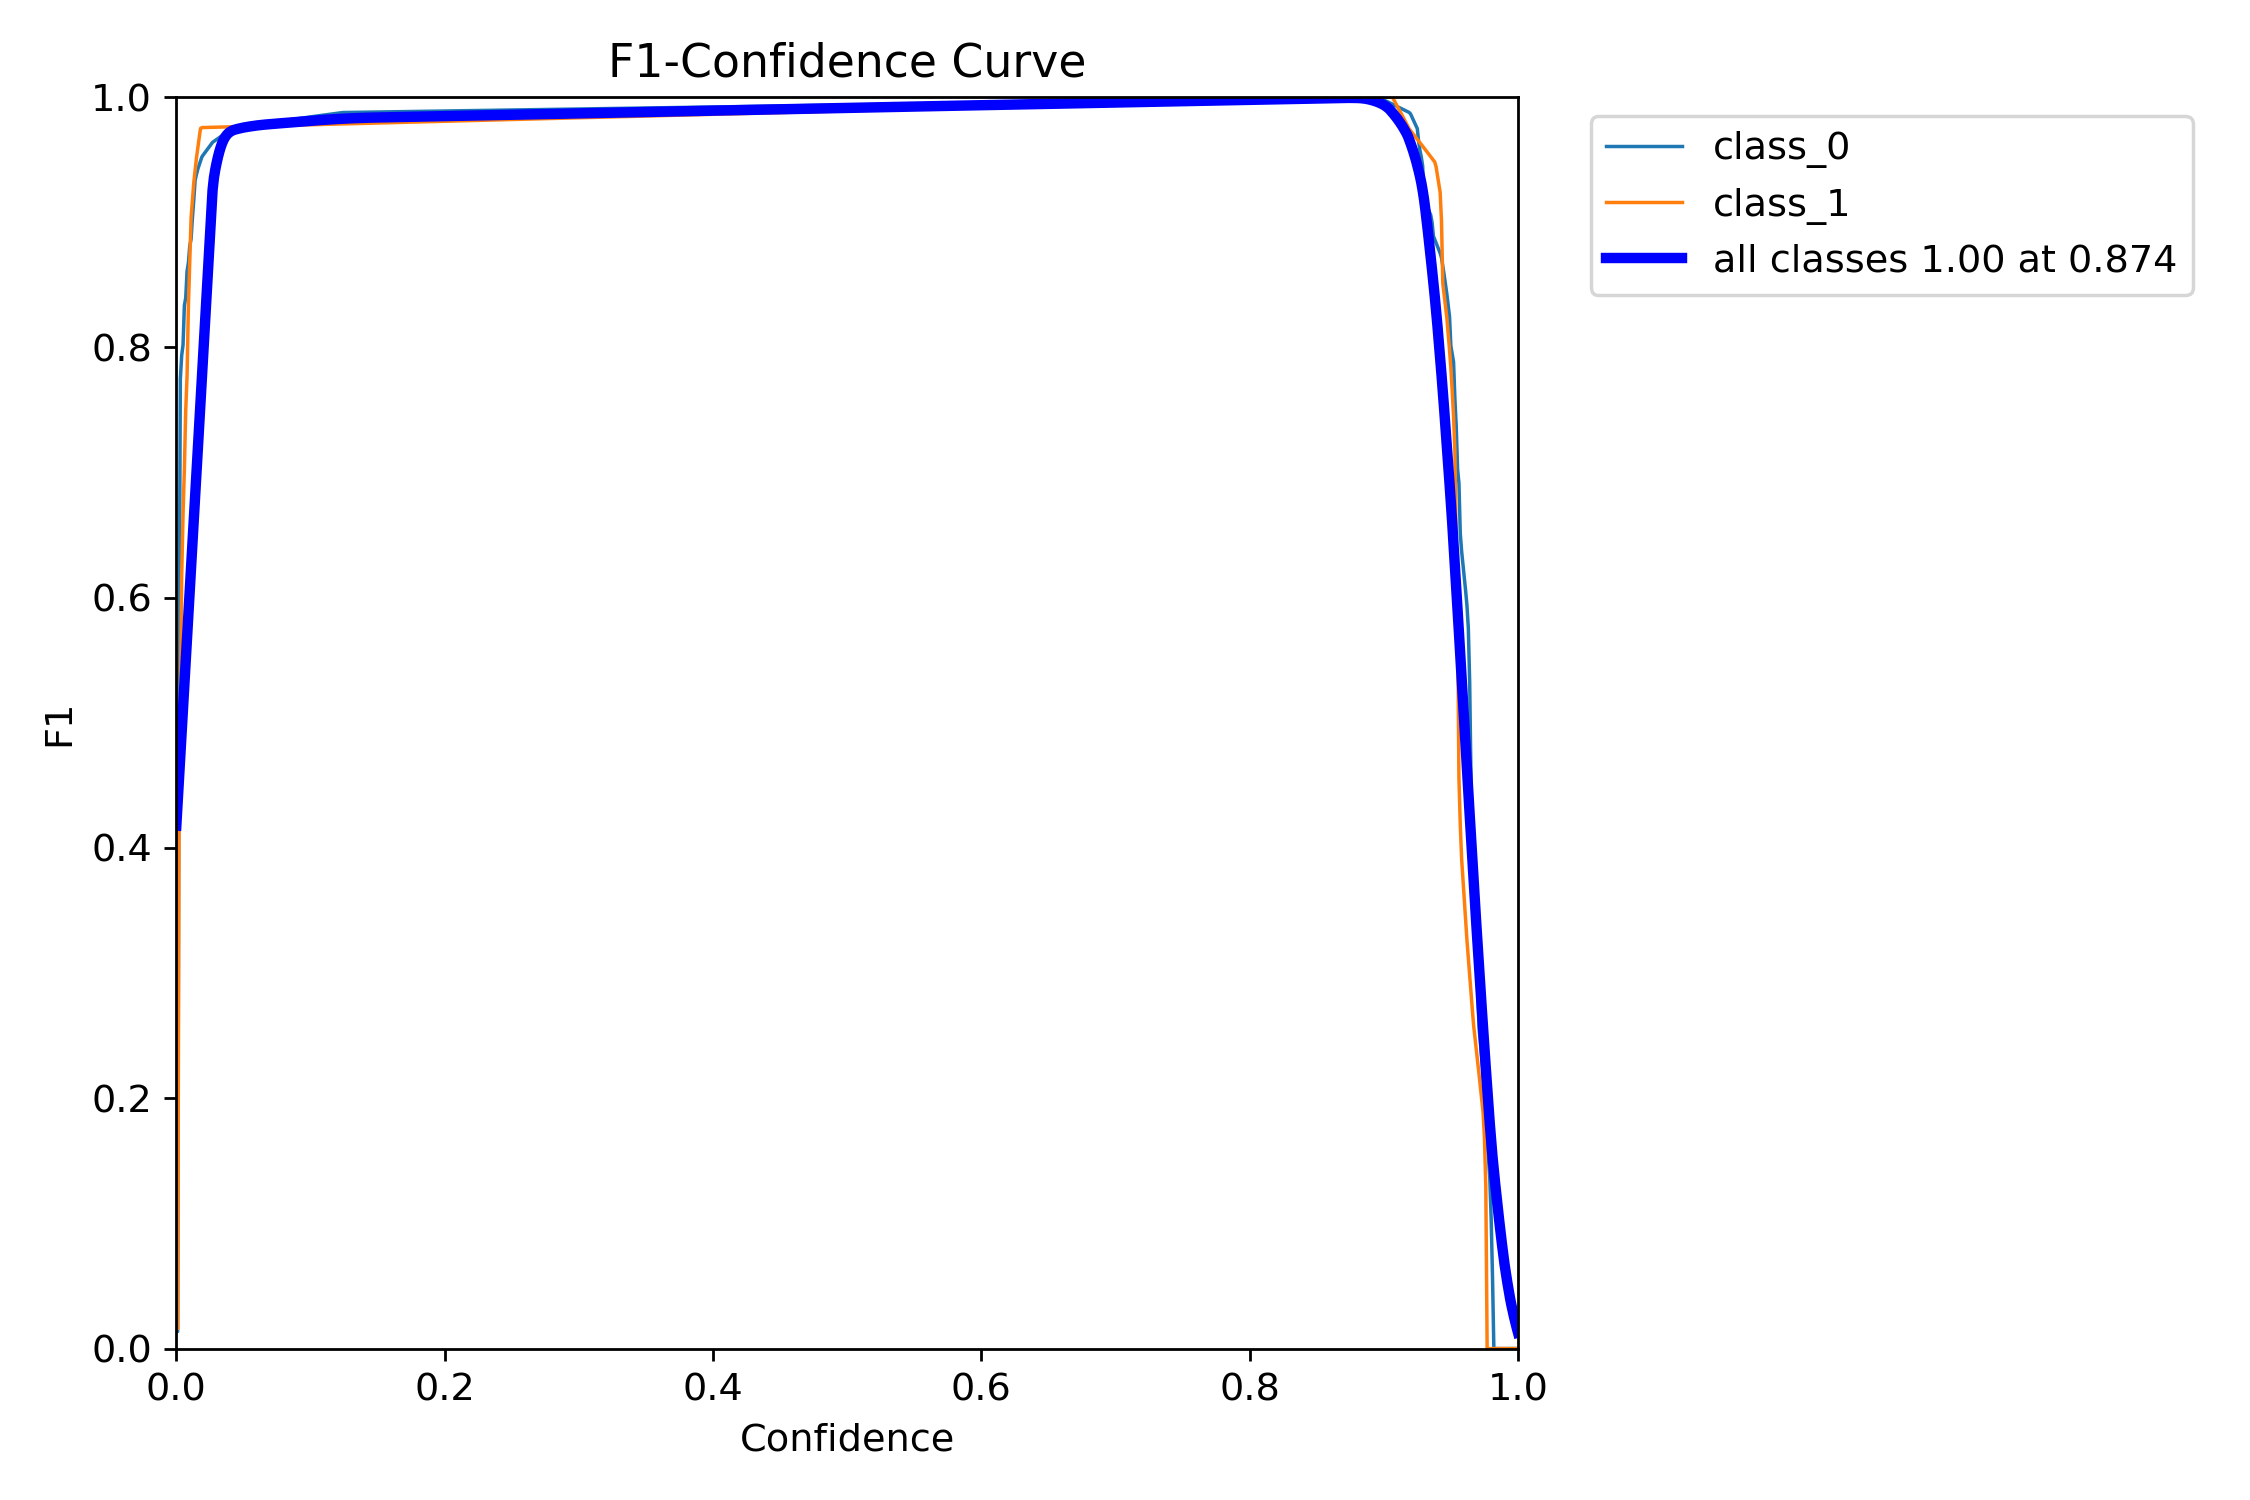 F1-Confidence Curve
1.0
0.8
0.6
0.4
0.2
0.0
F1
0.0 0.2 0.4 0.6 0.8 1.0
Confidence
class_0
class_1
all classes 1.00 at 0.874